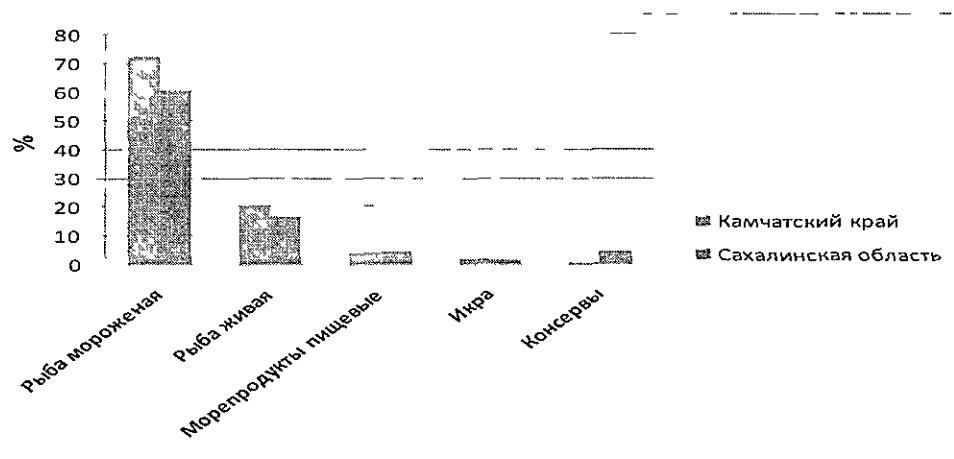 80
70
60
50
40
30
20
10
0
%
Рыба мороженая
Рыба живая
Морепродукты пищевые
Икра
Консервы
Камчатский край
Сахалинская область